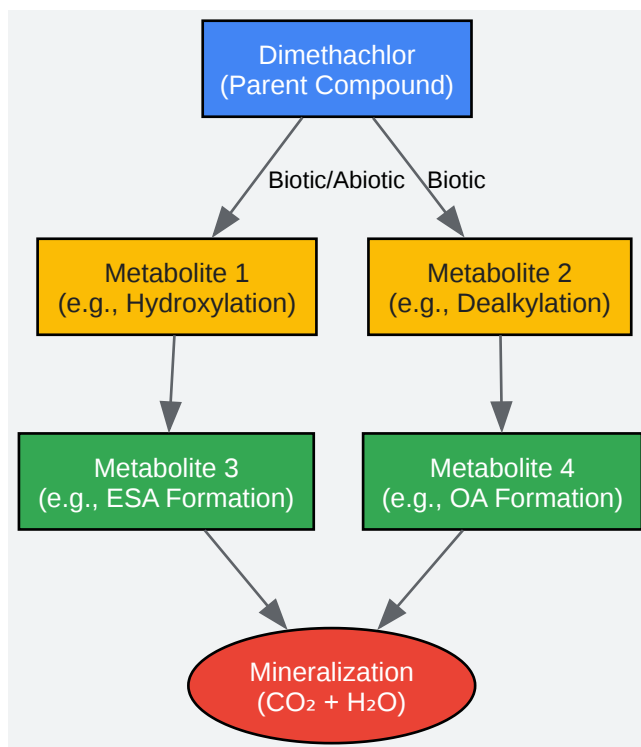 Dimethachlor
(Parent Compound)
Biotic/Abiotic
Biotic
Metabolite 1
(e.g., Hydroxylation)
Metabolite 2
(e.g., Dealkylation)
Metabolite 3
(e.g., ESA Formation)
Metabolite 4
(e.g., OA Formation)
Mineralization
(CO₂ + H₂O)